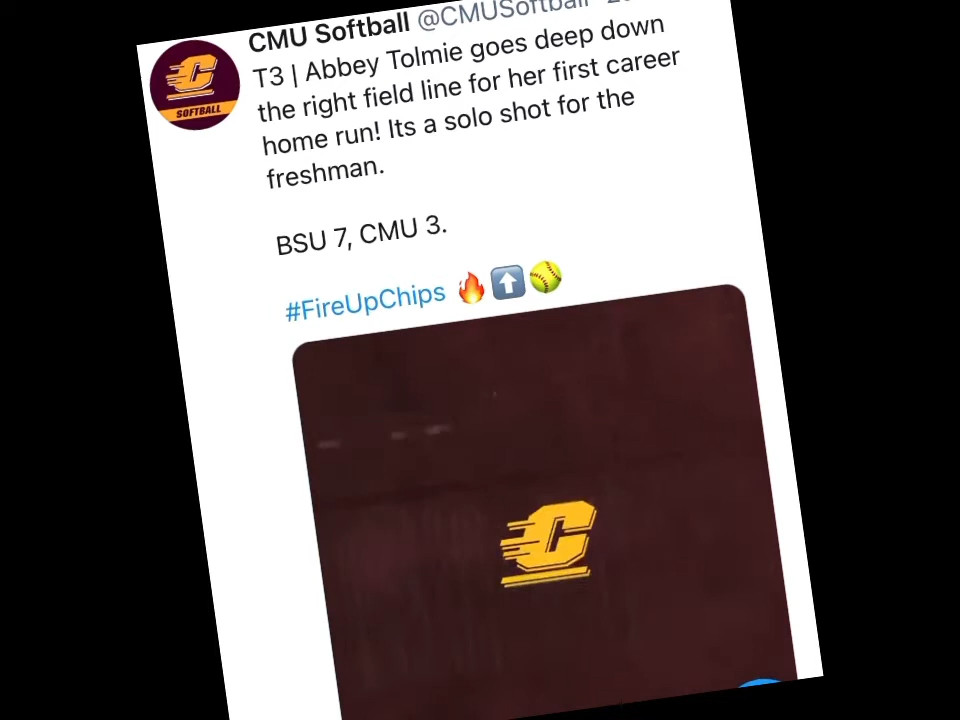 CMU Softball @CMUSoftball
T3 | Abbey Tolmie goes deep down
the right field line for her first career
home run! Its a solo shot for the
freshman.
BSU 7, CMU 3.
#FireUpChips 🔥⬆️🥎
C
SOFTBALL
C